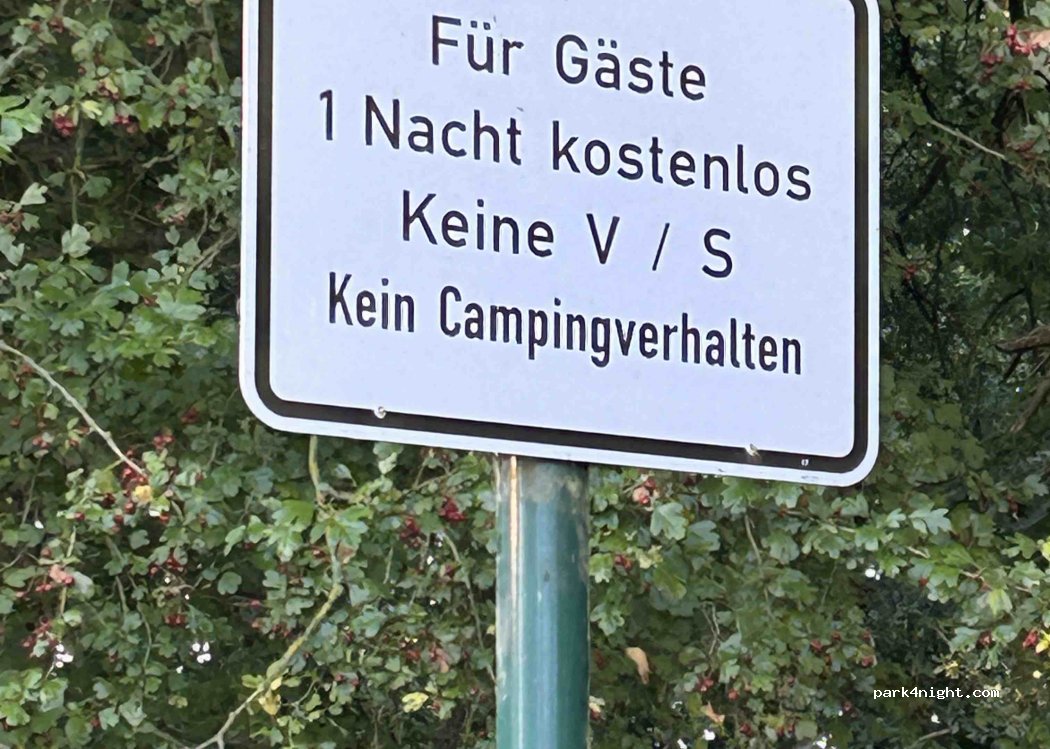 Für Gäste
1 Nacht kostenlos
Keine V / S
Kein Campingverhalten
park4night.com